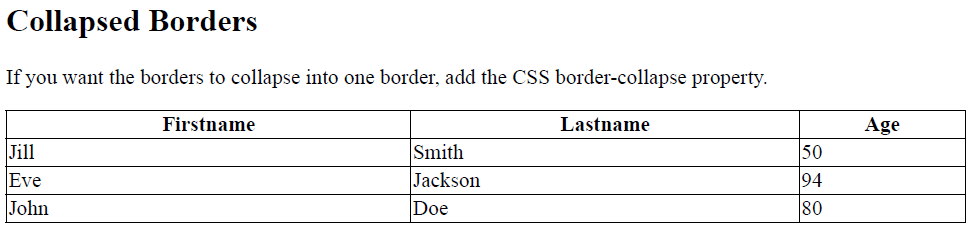 Collapsed Borders
If you want the borders to collapse into one border, add the CSS border-collapse property.
Firstname Lastname Age
Jill Smith 50
Eve Jackson 94
John Doe 80